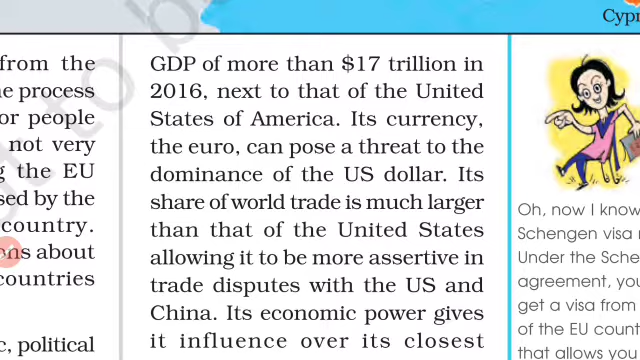 Cypr
from the
e process
or people
not very
g the EU
sed by the
country.
ons about
countries
c, political
GDP of more than $17 trillion in
2016, next to that of the United
States of America. Its currency,
the euro, can pose a threat to the
dominance of the US dollar. Its
share of world trade is much larger
than that of the United States
allowing it to be more assertive in
trade disputes with the US and
China. Its economic power gives
it influence over its closest
Oh, now I know
Schengen visa
Under the Sche
agreement, you
get a visa from
of the EU count
that allows you